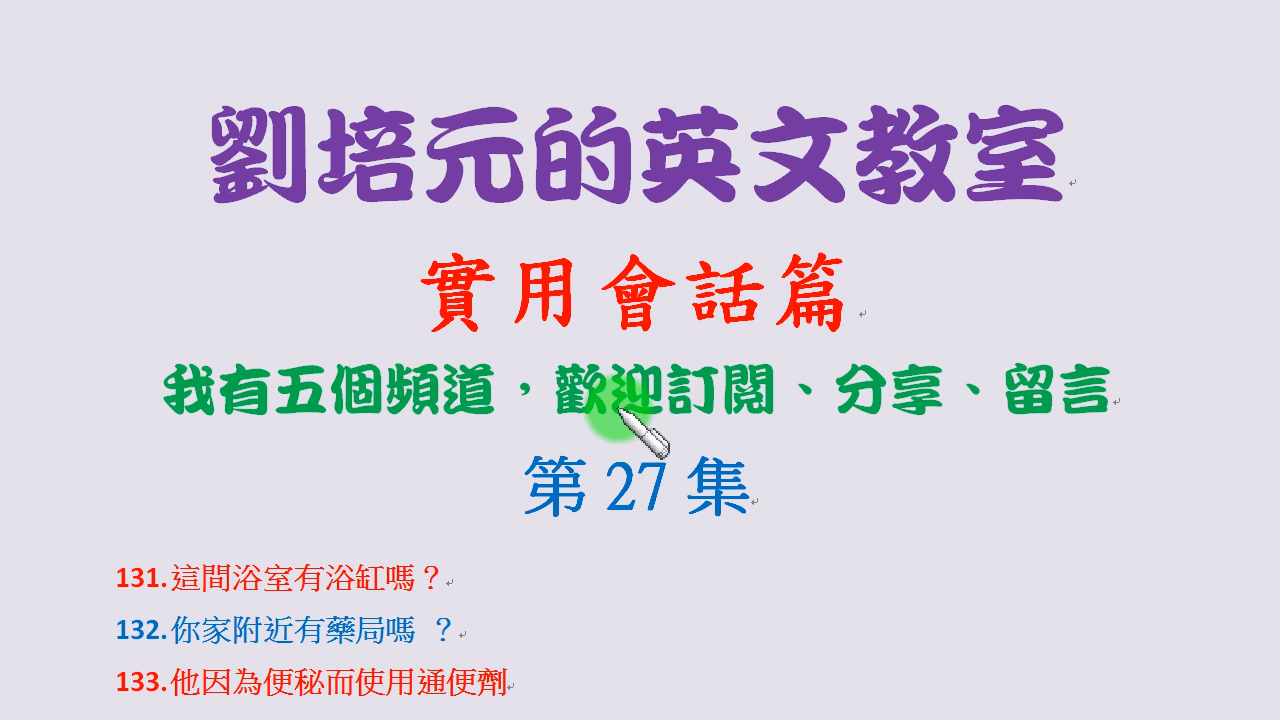 劉培元的英文教室
實用會話篇
我有五個頻道，歡迎訂閱、分享、留言
第 27 集
131. 這間浴室有浴缸嗎？
132. 你家附近有藥局嗎 ？
133. 他因為便秘而使用通便劑